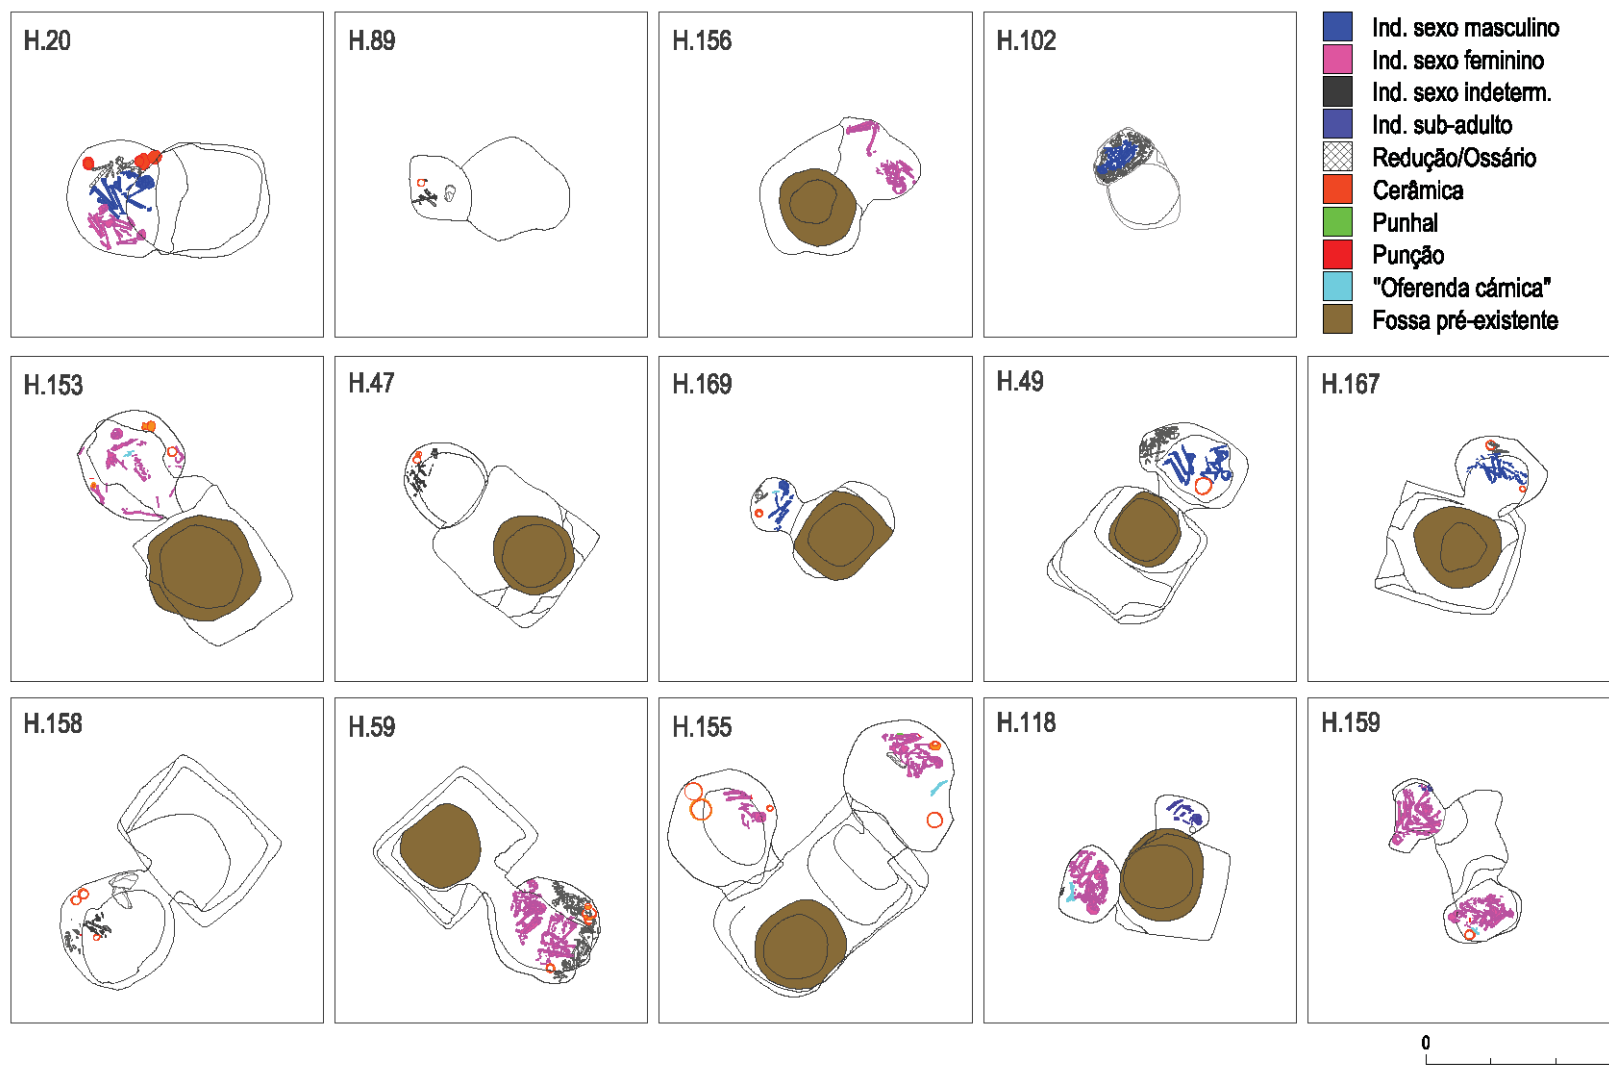 H.20
H.89
H.156
H.102
Ind. sexo masculino
Ind. sexo feminino
Ind. sexo indeterm.
Ind. sub-adulto
Redução/Ossário
Cerâmica
Punhal
Punção
"Oferenda cárnica"
Fossa pré-existente
H.153
H.47
H.169
H.49
H.167
H.158
H.59
H.155
H.118
H.159
0